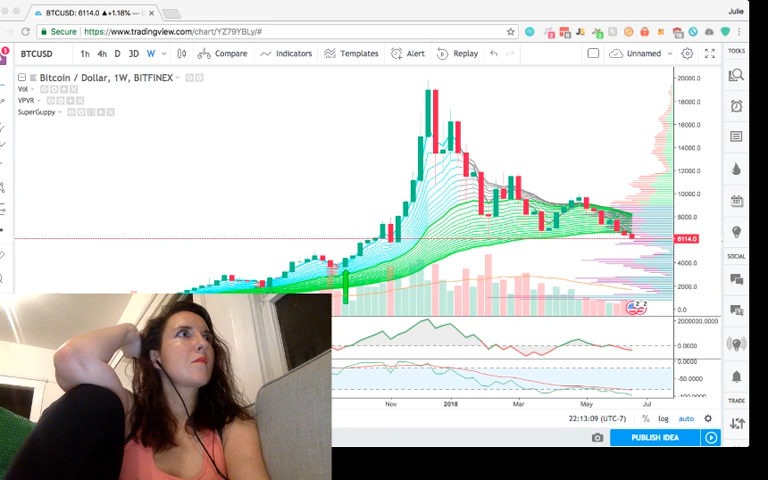 BTCUSD: 6114.0 ▲+1.18% —
Julie
Secure https://www.tradingview.com/chart/YZ79YBLy/#
BTCUSD 1h 4h D 3D W Compare Indicators Templates Alert Replay Unnamed
TOOLS
Bitcoin / Dollar, 1W, BITFINEX
Vol
VPVR
SuperGuppy
20000.0
18000.0
16000.0
14000.0
12000.0
10000.0
8000.0
6114.0
4000.0
2000.0
0.0
SOCIAL
2000000.0000
0.0000
0.0000
-50.0000
-100.0000
Nov 2018 Mar May Jul
TRADE
22:13:09 (UTC-7) % log auto
PUBLISH IDEA